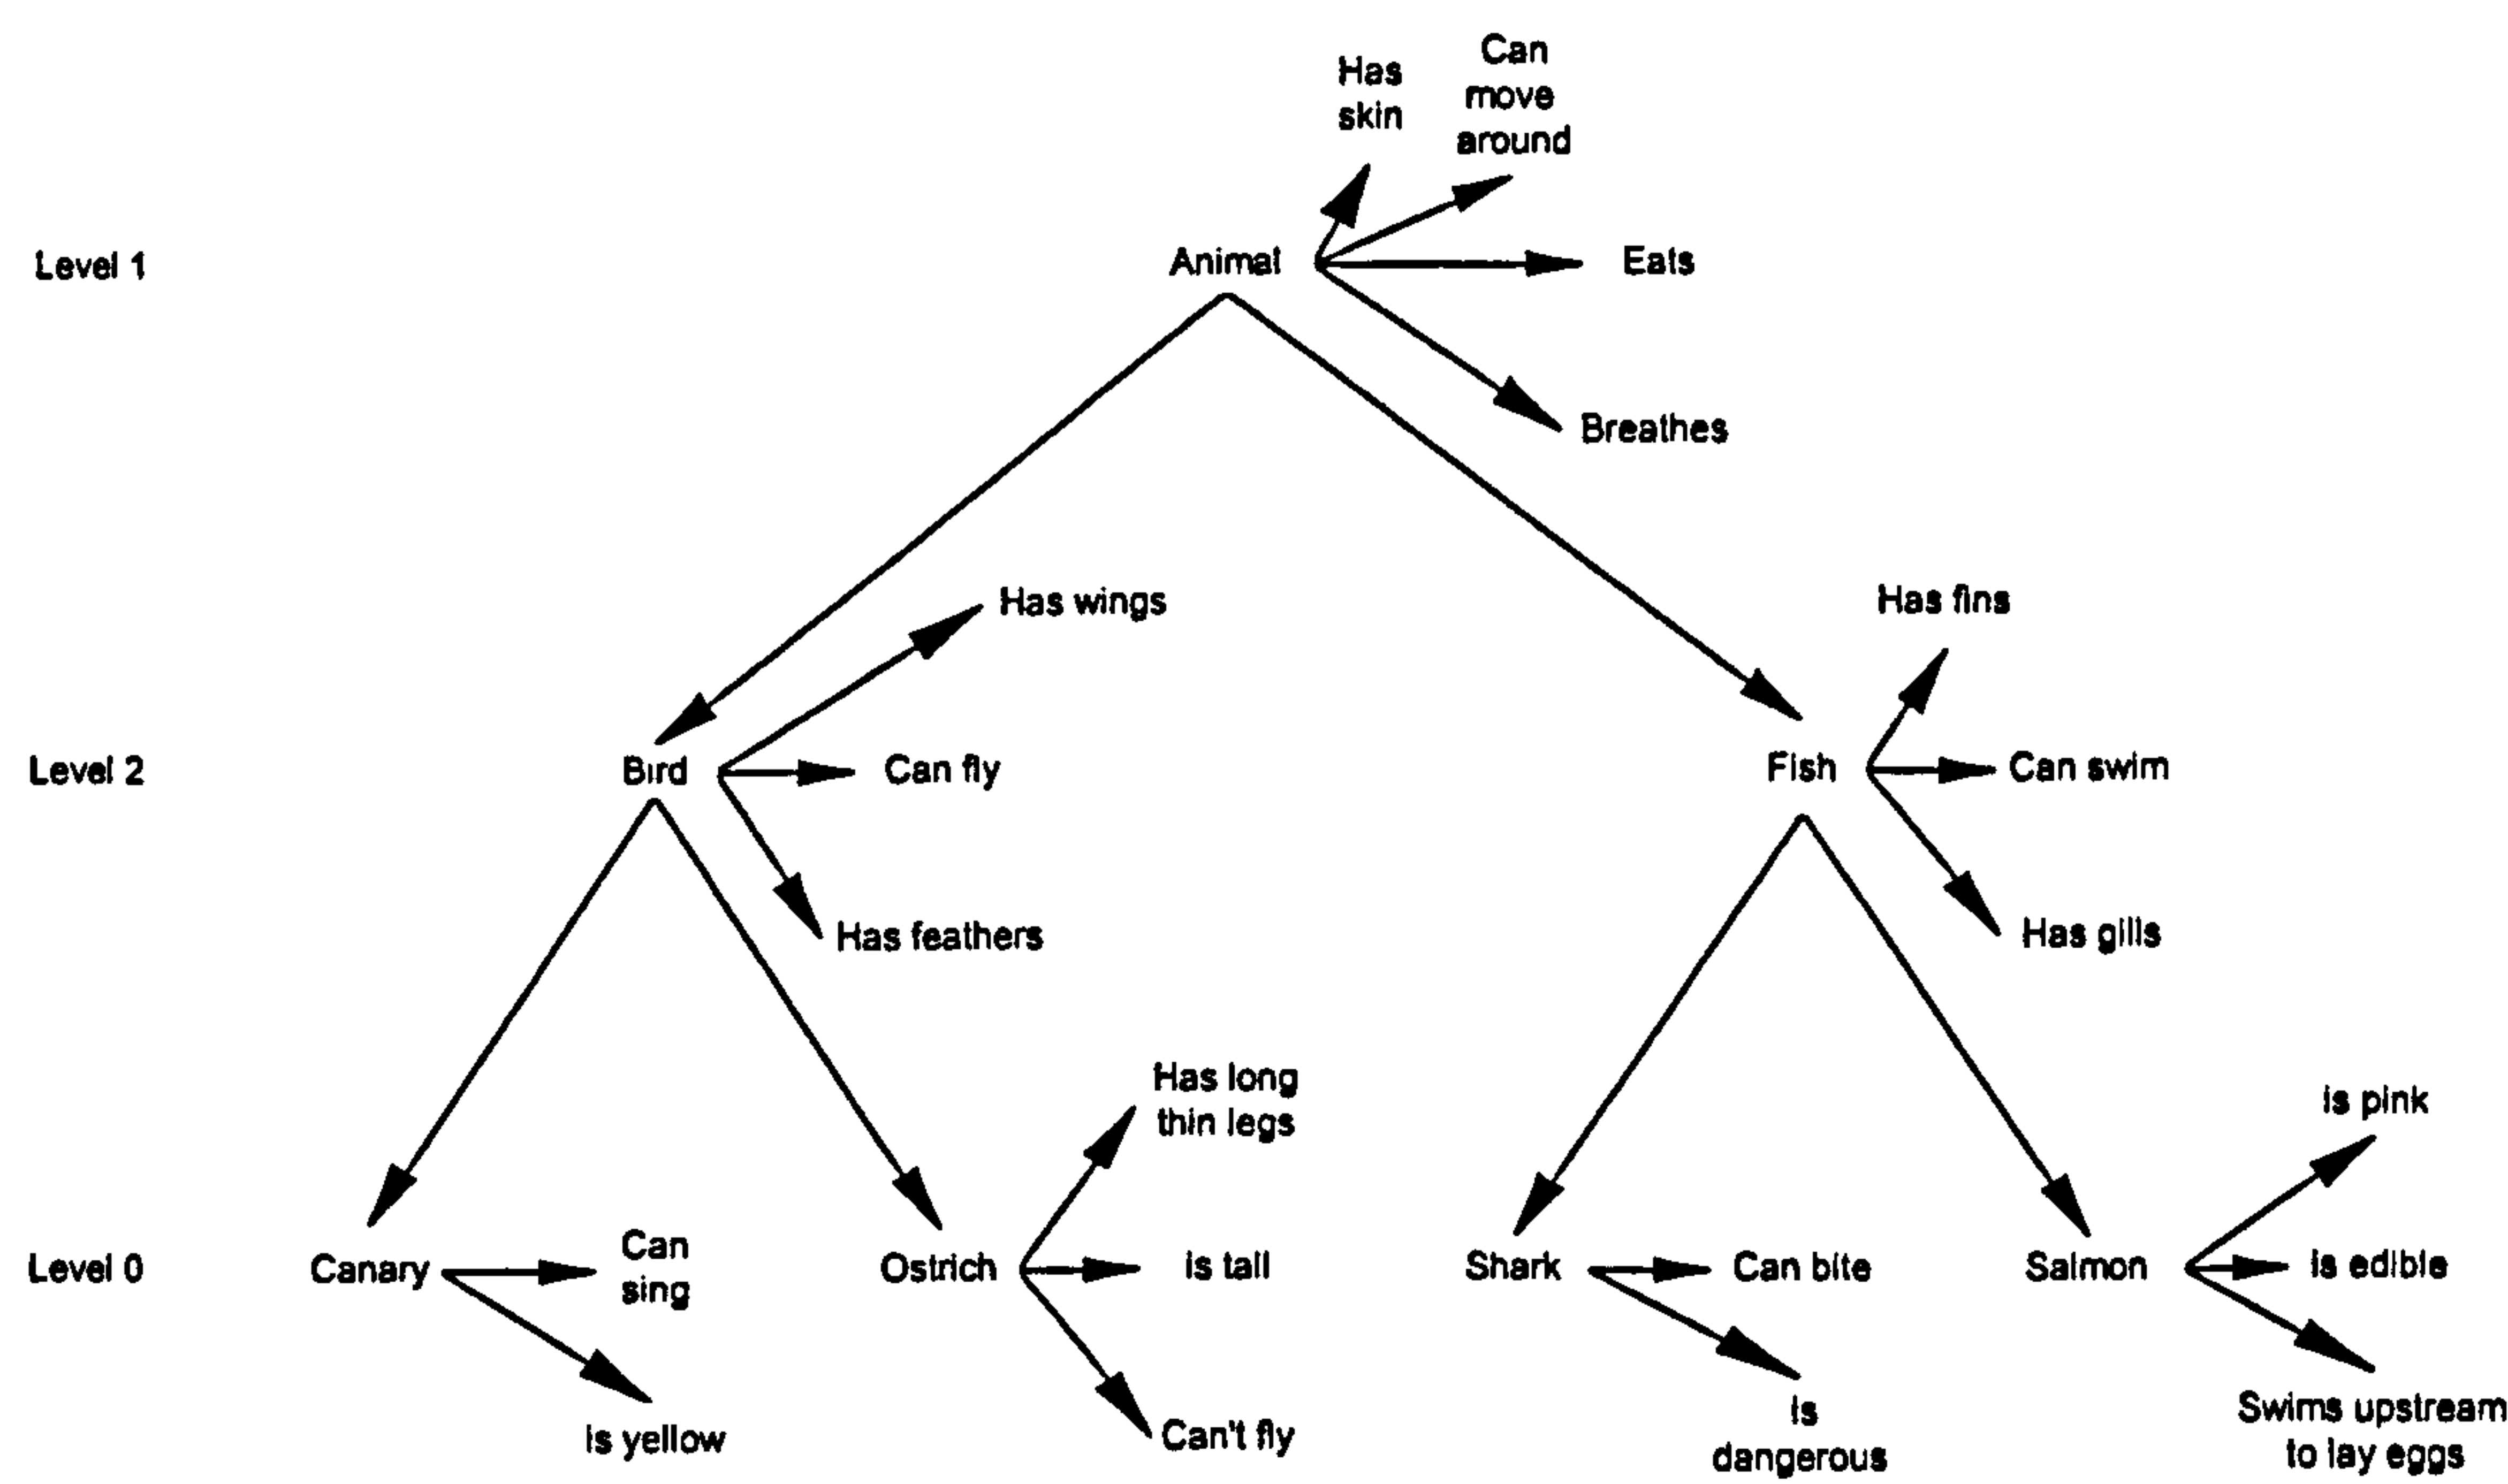 Has
skin
Can
move
around
Level 1
Animal
Eats
Breathes
Has wings
Has fins
Level 2
Bird
Can fly
Fish
Can swim
Has feathers
Has gills
Has long
thin legs
is pink
Level 0
Canary
Can
sing
Ostrich
is tall
Shark
Can bite
Salmon
is edible
is yellow
Can't fly
is
dangerous
Swims upstream
to lay eggs